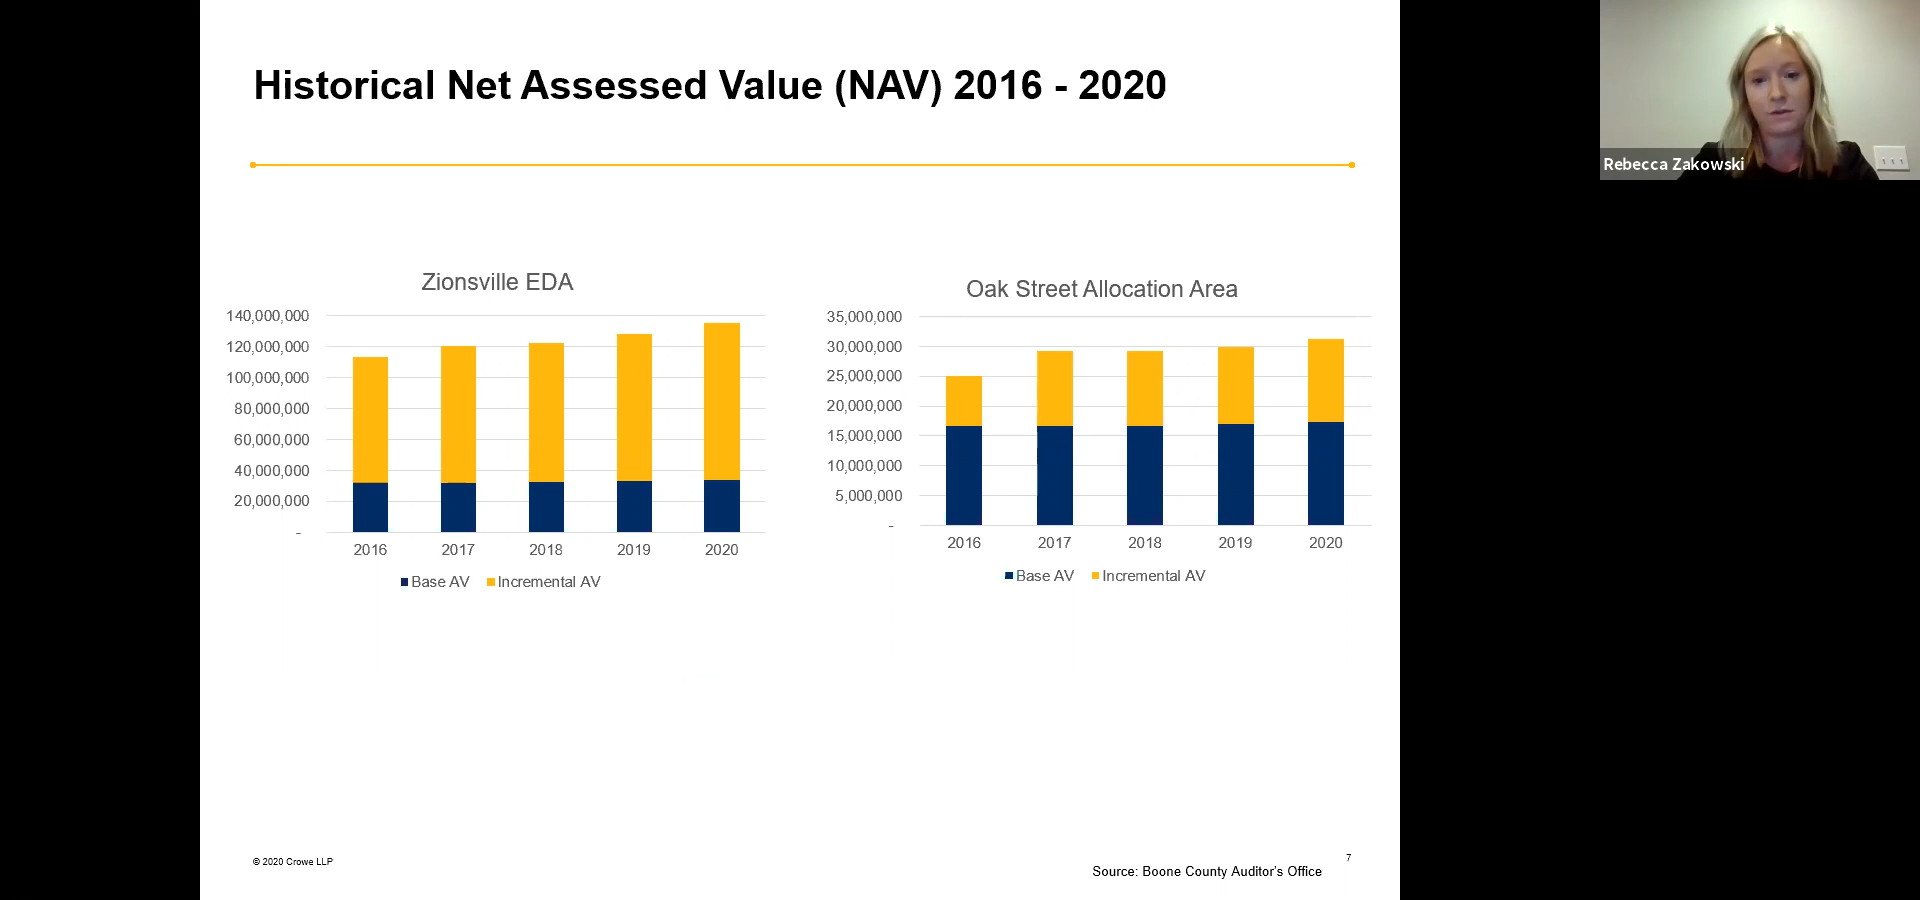 Historical Net Assessed Value (NAV) 2016 - 2020
Rebecca Zakowski
Zionsville EDA
140,000,000
120,000,000
100,000,000
80,000,000
60,000,000
40,000,000
20,000,000
-
2016 2017 2018 2019 2020
Base AV Incremental AV
Oak Street Allocation Area
35,000,000
30,000,000
25,000,000
20,000,000
15,000,000
10,000,000
5,000,000
-
2016 2017 2018 2019 2020
Base AV Incremental AV
© 2020 Crowe LLP
7
Source: Boone County Auditor's Office